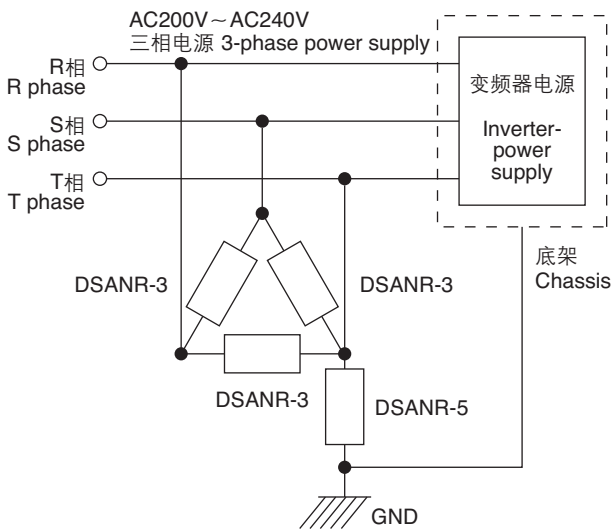 AC200V～AC240V
三相电源 3-phase power supply
R相
R phase
S相
S phase
T相
T phase
变频器电源
Inverter-
power
supply
底架
Chassis
DSANR-3
DSANR-3
DSANR-3
DSANR-5
GND